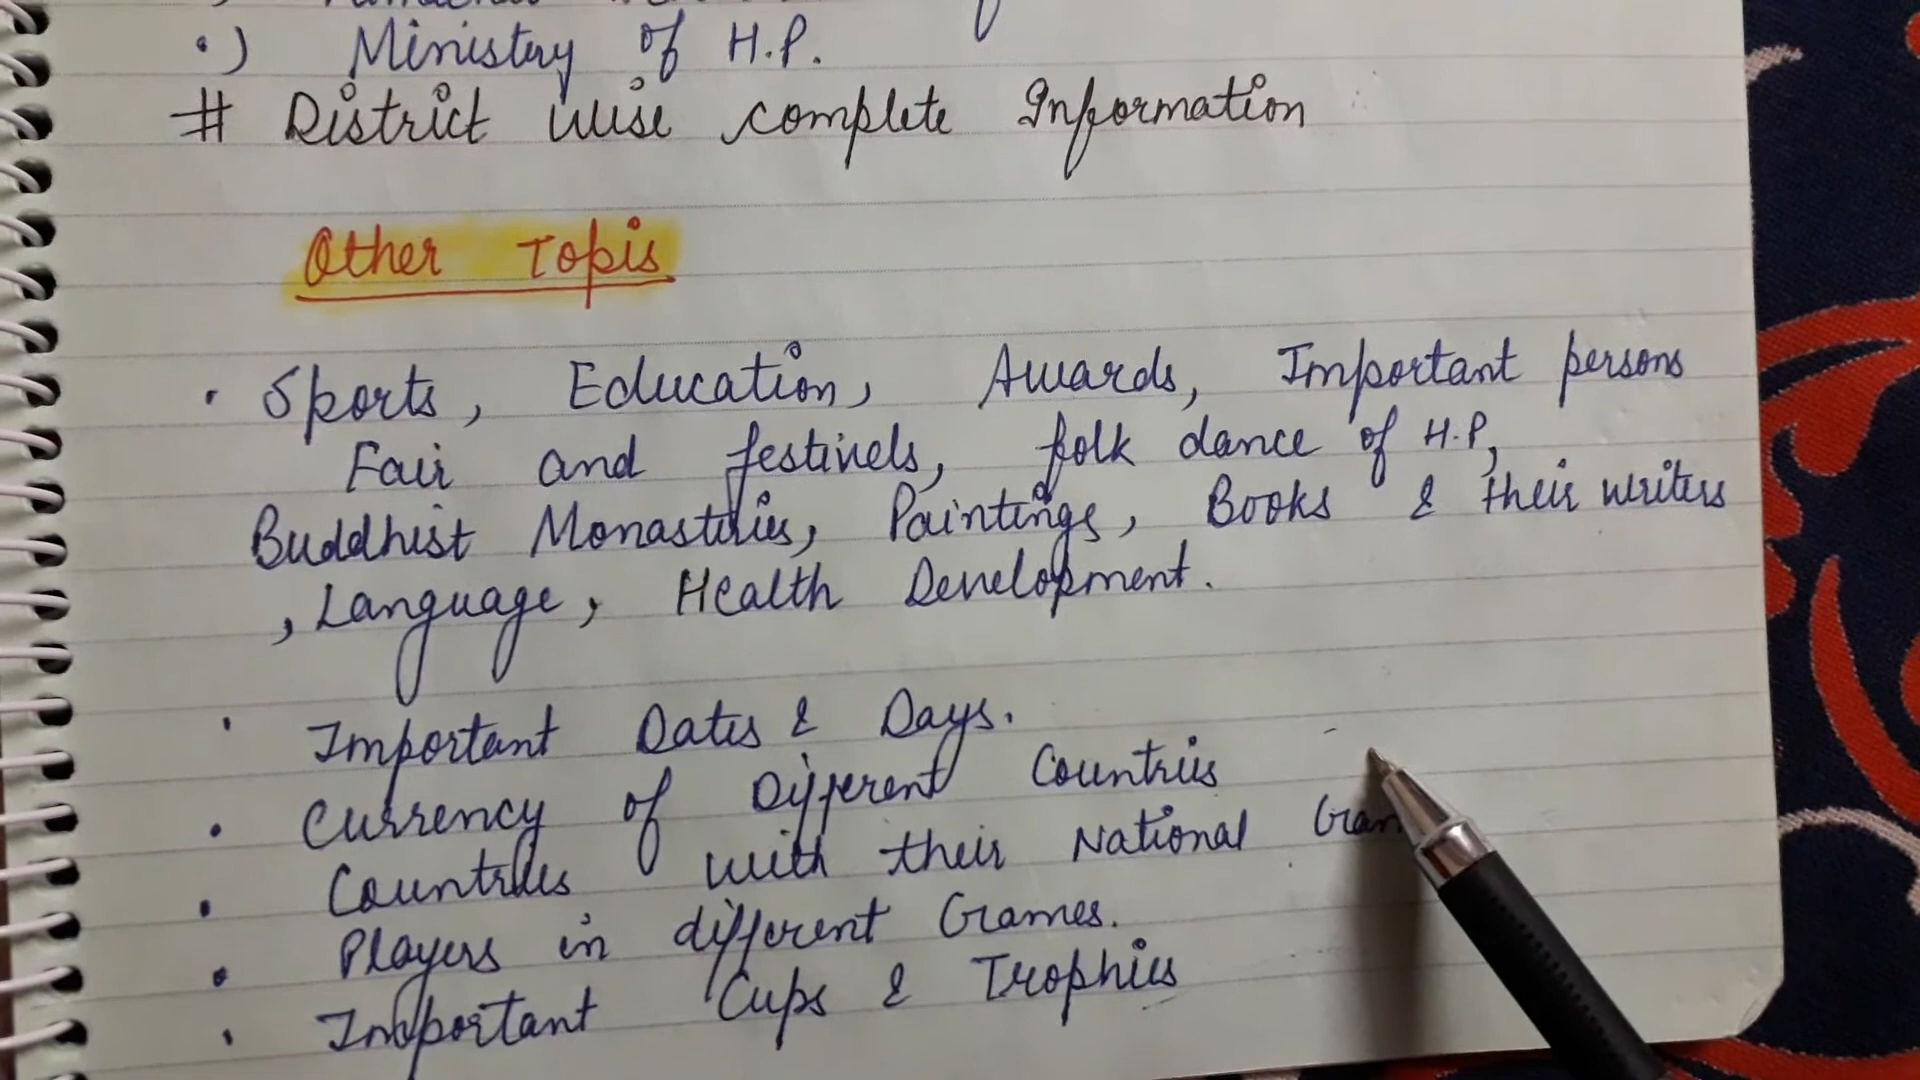 •) Ministry of H.P.
# District wise complete Information
Other Topis
• Sports, Education, Awards, Important persons
Fair and festivels, folk dance of H.P,
Buddhist Monasteries, Paintings, Books & their writers
, Language, Health Development.
• Important Dates & Days.
• Currency of Different Countries
• Countries with their National
• Players in different Games.
• Important Cups & Trophies